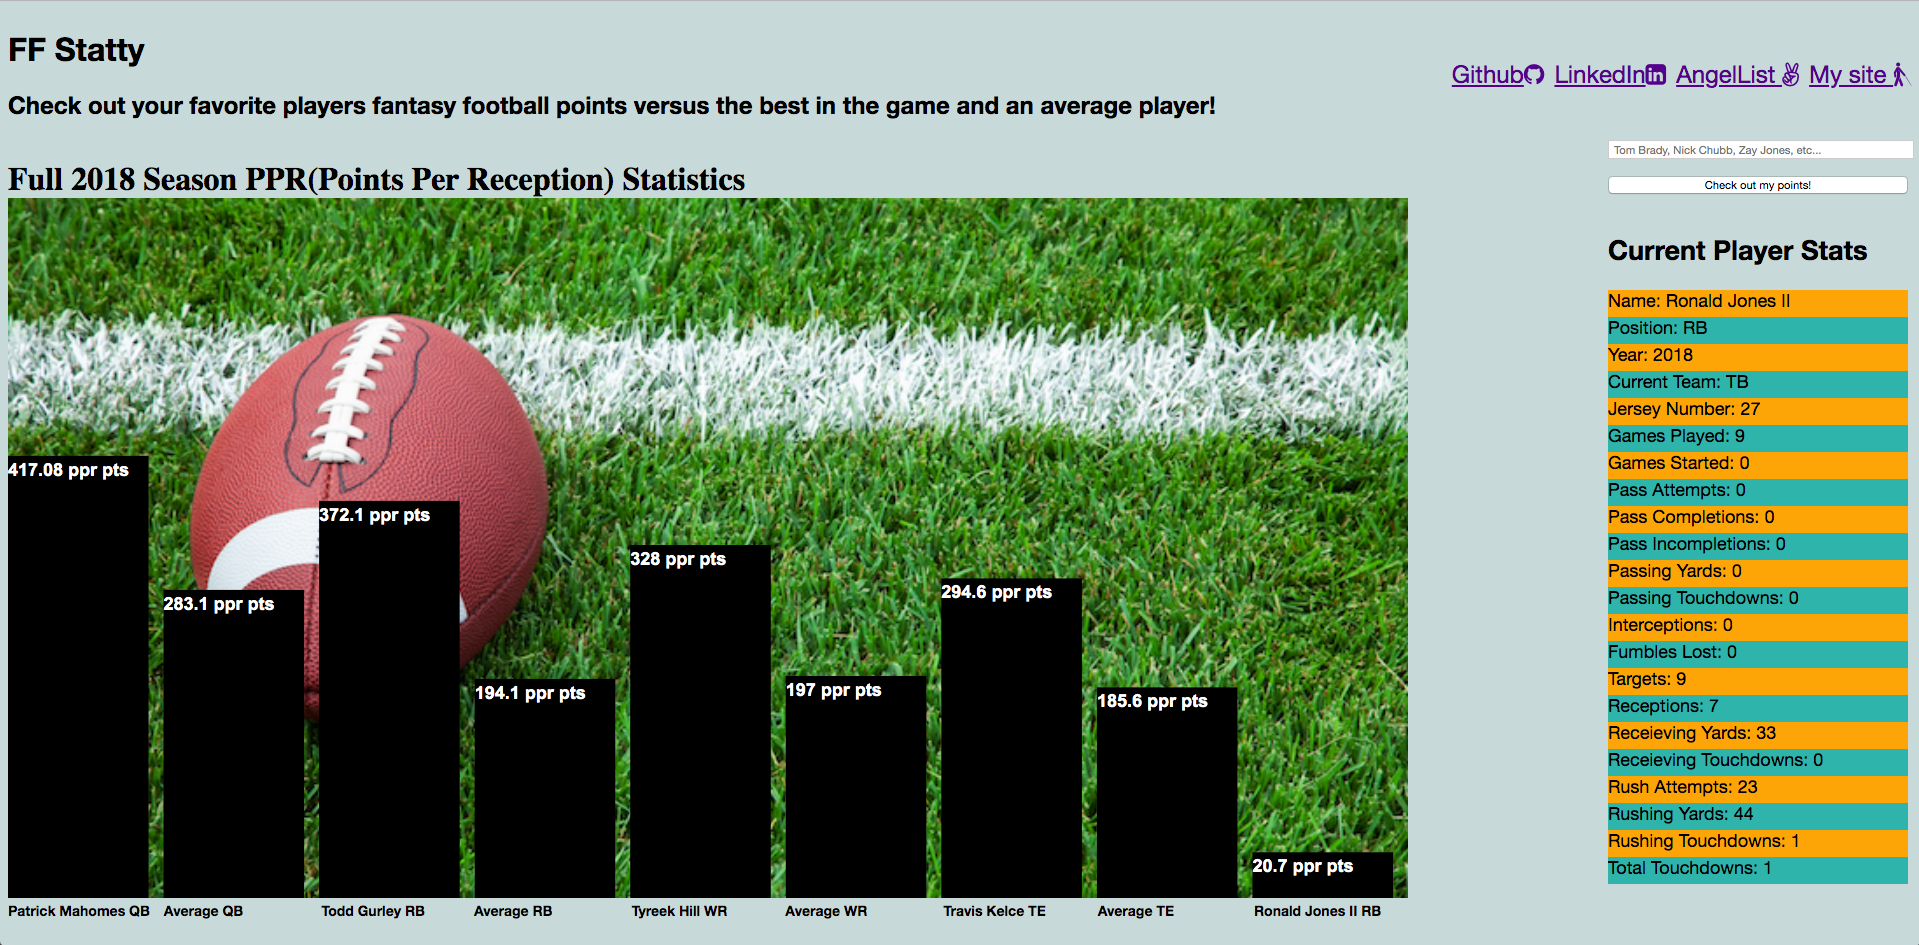 FF Statty
Github LinkedIn AngelList My site
Check out your favorite players fantasy football points versus the best in the game and an average player!
Tom Brady, Nick Chubb, Zay Jones, etc...
Check out my points!
Full 2018 Season PPR(Points Per Reception) Statistics
417.08 ppr pts
283.1 ppr pts
372.1 ppr pts
194.1 ppr pts
328 ppr pts
197 ppr pts
294.6 ppr pts
185.6 ppr pts
20.7 ppr pts
Patrick Mahomes QB
Average QB
Todd Gurley RB
Average RB
Tyreek Hill WR
Average WR
Travis Kelce TE
Average TE
Ronald Jones II RB
Current Player Stats
Name: Ronald Jones II
Position: RB
Year: 2018
Current Team: TB
Jersey Number: 27
Games Played: 9
Games Started: 0
Pass Attempts: 0
Pass Completions: 0
Pass Incompletions: 0
Passing Yards: 0
Passing Touchdowns: 0
Interceptions: 0
Fumbles Lost: 0
Targets: 9
Receptions: 7
Receieving Yards: 33
Receieving Touchdowns: 0
Rush Attempts: 23
Rushing Yards: 44
Rushing Touchdowns: 1
Total Touchdowns: 1